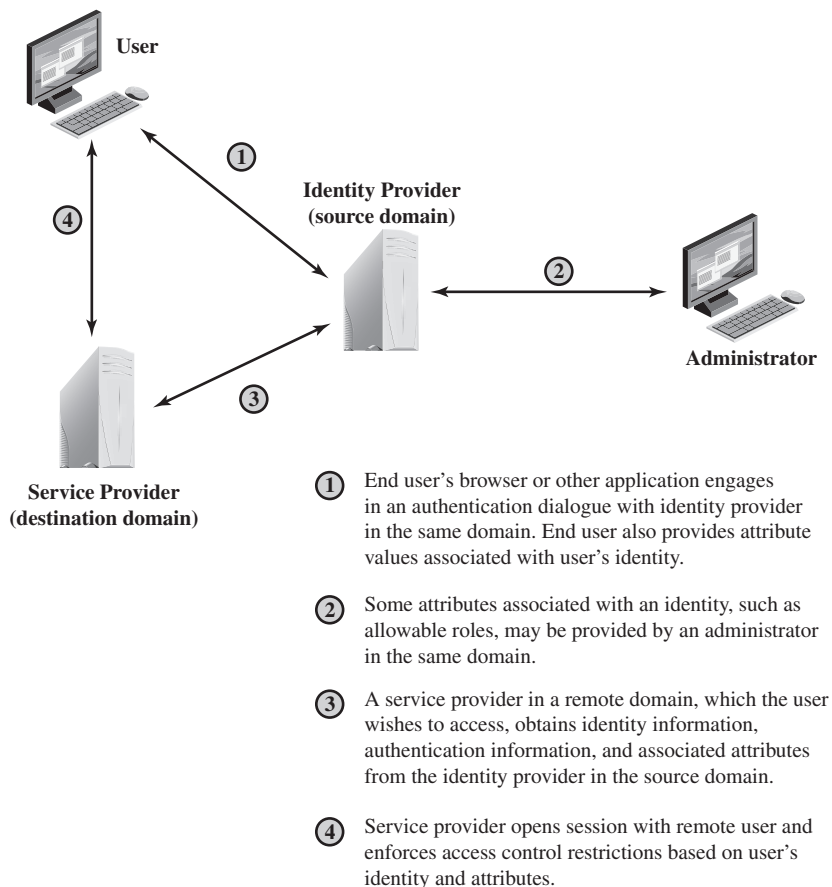 User
1
4
Identity Provider
(source domain)
2
Administrator
3
Service Provider
(destination domain)
1 End user's browser or other application engages
in an authentication dialogue with identity provider
in the same domain. End user also provides attribute
values associated with user's identity.
2 Some attributes associated with an identity, such as
allowable roles, may be provided by an administrator
in the same domain.
3 A service provider in a remote domain, which the user
wishes to access, obtains identity information,
authentication information, and associated attributes
from the identity provider in the source domain.
4 Service provider opens session with remote user and
enforces access control restrictions based on user's
identity and attributes.